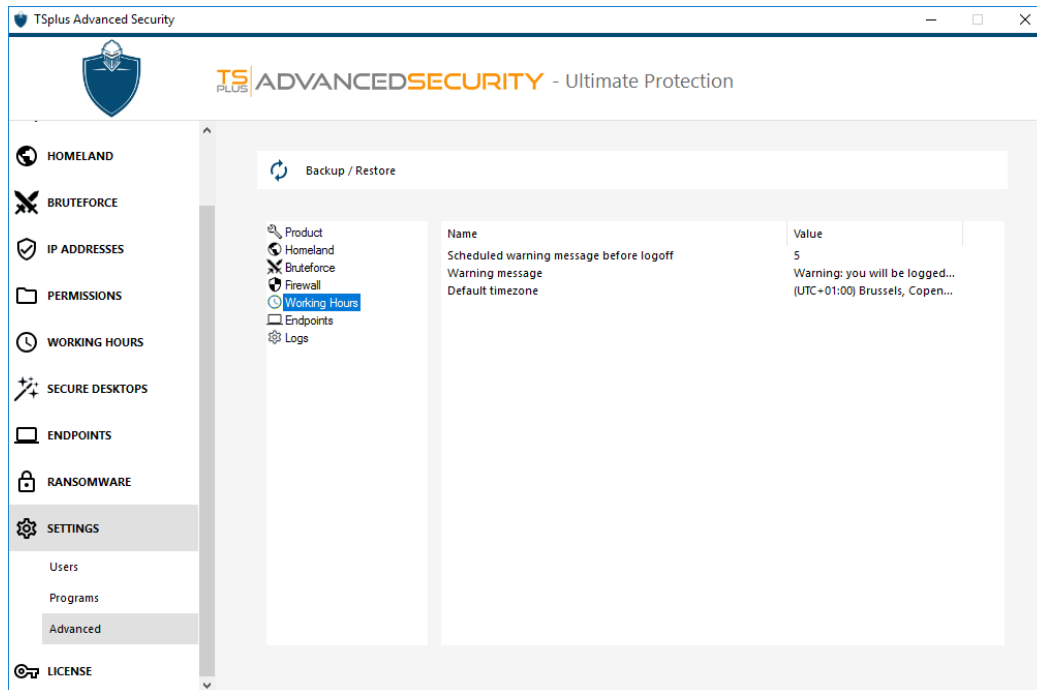 TSplus Advanced Security
TS PLUS ADVANCEDSECURITY - Ultimate Protection
HOMELAND
BRUTEFORCE
IP ADDRESSES
PERMISSIONS
WORKING HOURS
SECURE DESKTOPS
ENDPOINTS
RANSOMWARE
SETTINGS
Users
Programs
Advanced
LICENSE
Backup / Restore
Product
Homeland
Bruteforce
Firewall
Working Hours
Endpoints
Logs
Name Value
Scheduled warning message before logoff 5
Warning message Warning: you will be logged...
Default timezone (UTC+01:00) Brussels, Copen...